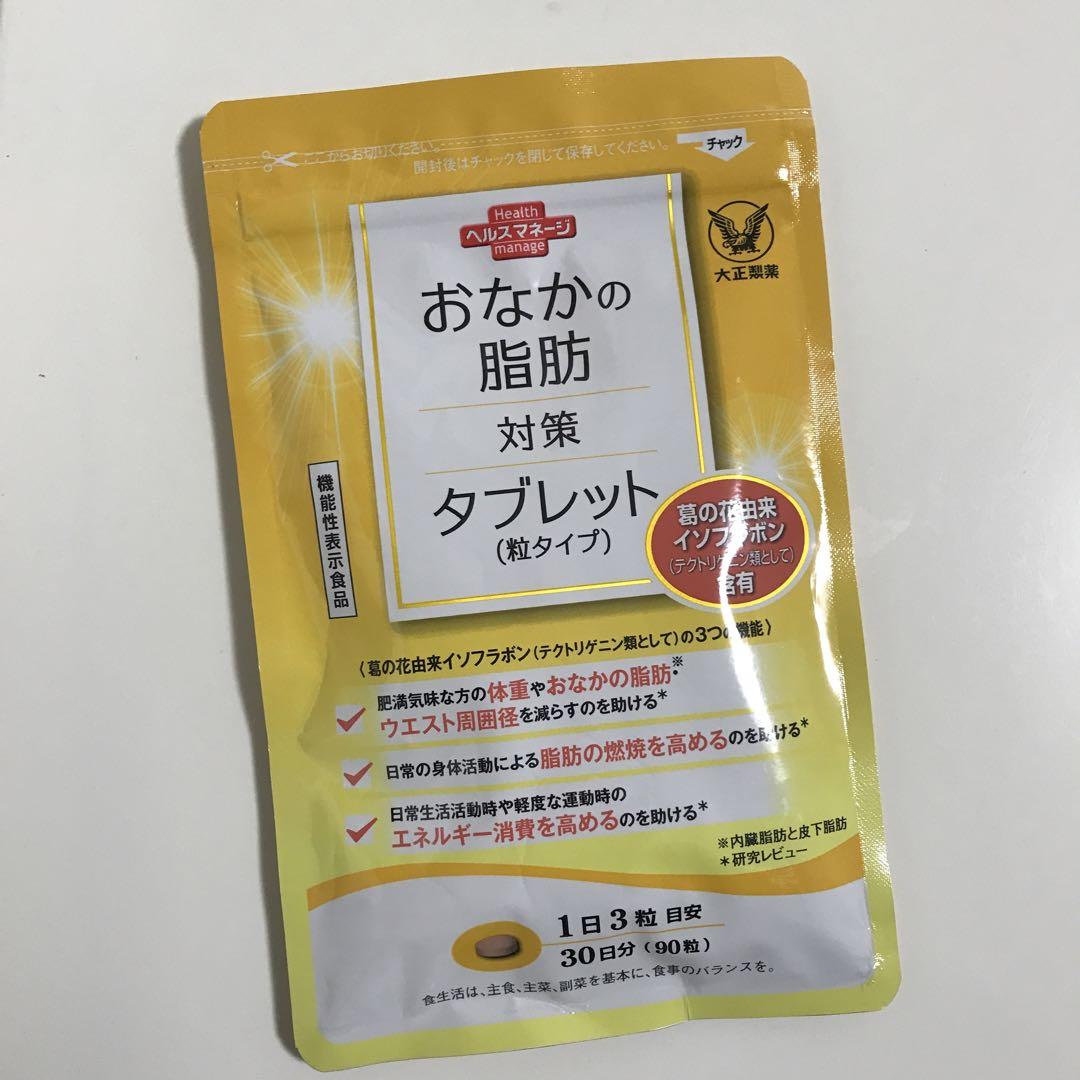 ここからお切りください。
開封後はチャックを閉じて保存してください。
チャック
Health
ヘルスマネージ
manage
大正製薬
おなかの
脂肪
対策
タブレット
(粒タイプ)
機能性表示食品
葛の花由来
イソフラボン
(テクトリゲニン類として)
含有
〈葛の花由来イソフラボン(テクトリゲニン類として)の3つの機能〉
肥満気味な方の体重やおなかの脂肪※、
ウエスト周囲径を減らすのを助ける*
日常の身体活動による脂肪の燃焼を高めるのを助ける*
日常生活活動時や軽度な運動時の
エネルギー消費を高めるのを助ける*
※内臓脂肪と皮下脂肪
*研究レビュー
1日3粒 目安
30日分(90粒)
食生活は、主食、主菜、副菜を基本に、食事のバランスを。